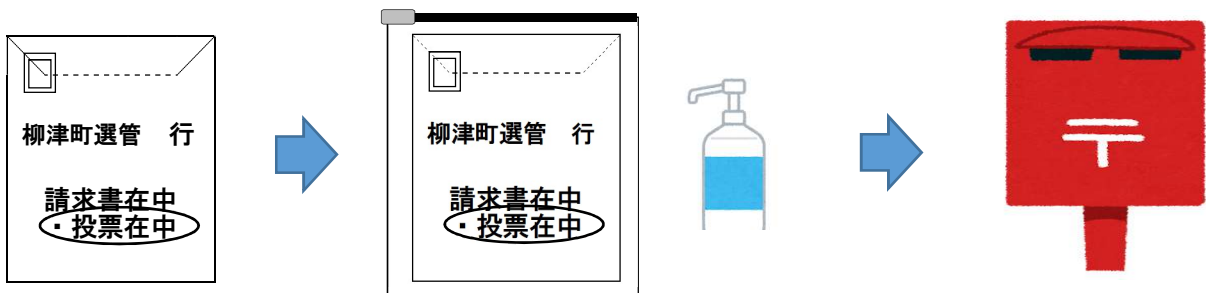 柳津町選管　行
請求書在中
・投票在中
柳津町選管　行
請求書在中
・投票在中
〒